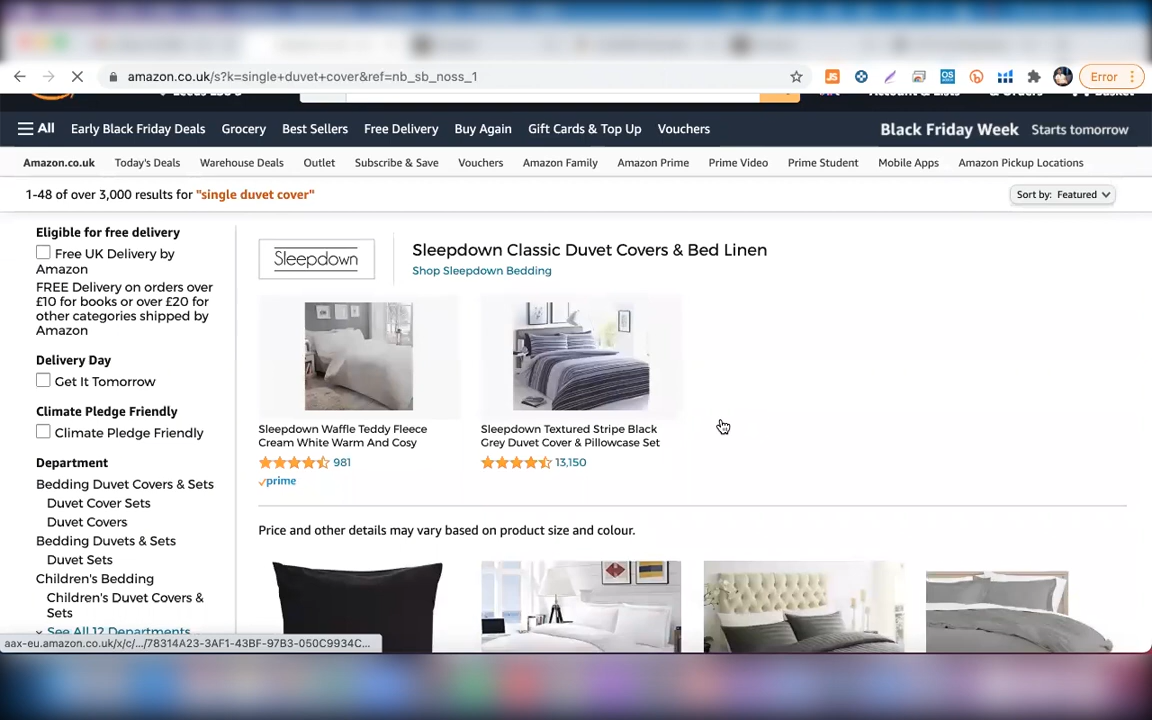 amazon.co.uk/s?k=single+duvet+cover&ref=nb_sb_noss_1
JS
OS
Error
All
Early Black Friday Deals
Grocery
Best Sellers
Free Delivery
Buy Again
Gift Cards & Top Up
Vouchers
Black Friday Week Starts tomorrow
Amazon.co.uk
Today's Deals
Warehouse Deals
Outlet
Subscribe & Save
Vouchers
Amazon Family
Amazon Prime
Prime Video
Prime Student
Mobile Apps
Amazon Pickup Locations
1-48 of over 3,000 results for "single duvet cover"
Sort by: Featured
Eligible for free delivery
Free UK Delivery by
Amazon
FREE Delivery on orders over
£10 for books or over £20 for
other categories shipped by
Amazon
Delivery Day
Get It Tomorrow
Climate Pledge Friendly
Climate Pledge Friendly
Department
Bedding Duvet Covers & Sets
Duvet Cover Sets
Duvet Covers
Bedding Duvets & Sets
Duvet Sets
Children's Bedding
Children's Duvet Covers &
Sets
See All 12 Departments
Sleepdown
Sleepdown Classic Duvet Covers & Bed Linen
Shop Sleepdown Bedding
Sleepdown Waffle Teddy Fleece
Cream White Warm And Cosy
981
prime
Sleepdown Textured Stripe Black
Grey Duvet Cover & Pillowcase Set
13,150
Price and other details may vary based on product size and colour.
aax-eu.amazon.co.uk/x/c/.../78314A23-3AF1-43BF-97B3-050C9934C...